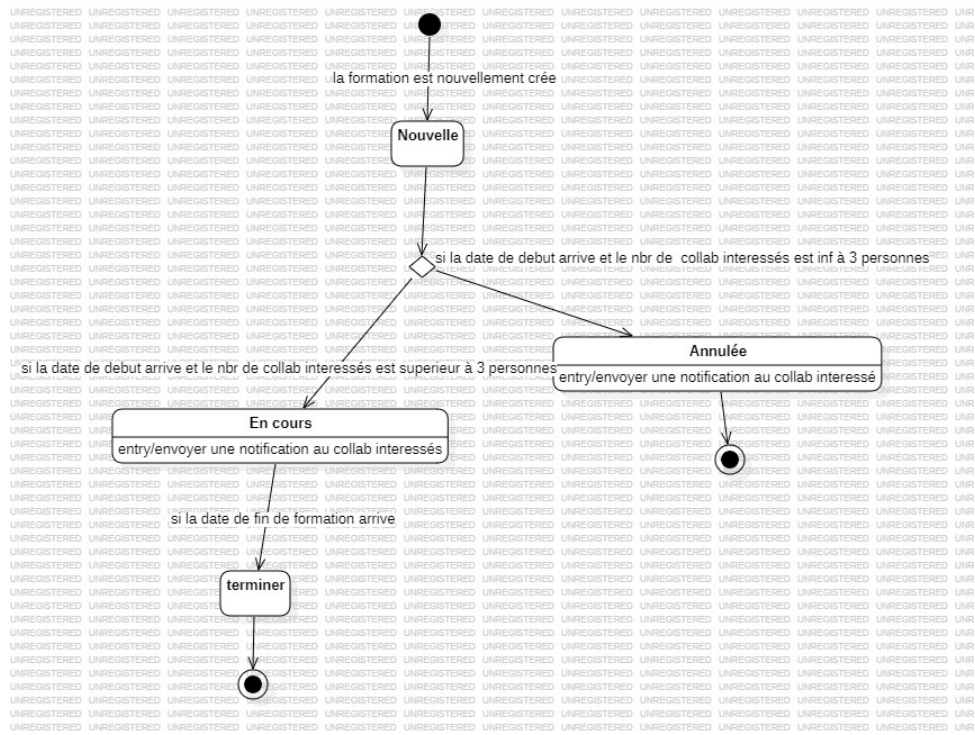 la formation est nouvellement crée
Nouvelle
si la date de debut arrive et le nbr de collab interessés est inf à 3 personnes
Annulée
entry/envoyer une notification au collab interessé
si la date de debut arrive et le nbr de collab interessés est superieur à 3 personnes
En cours
entry/envoyer une notification au collab interessés
si la date de fin de formation arrive
terminer
UNREGISTERED